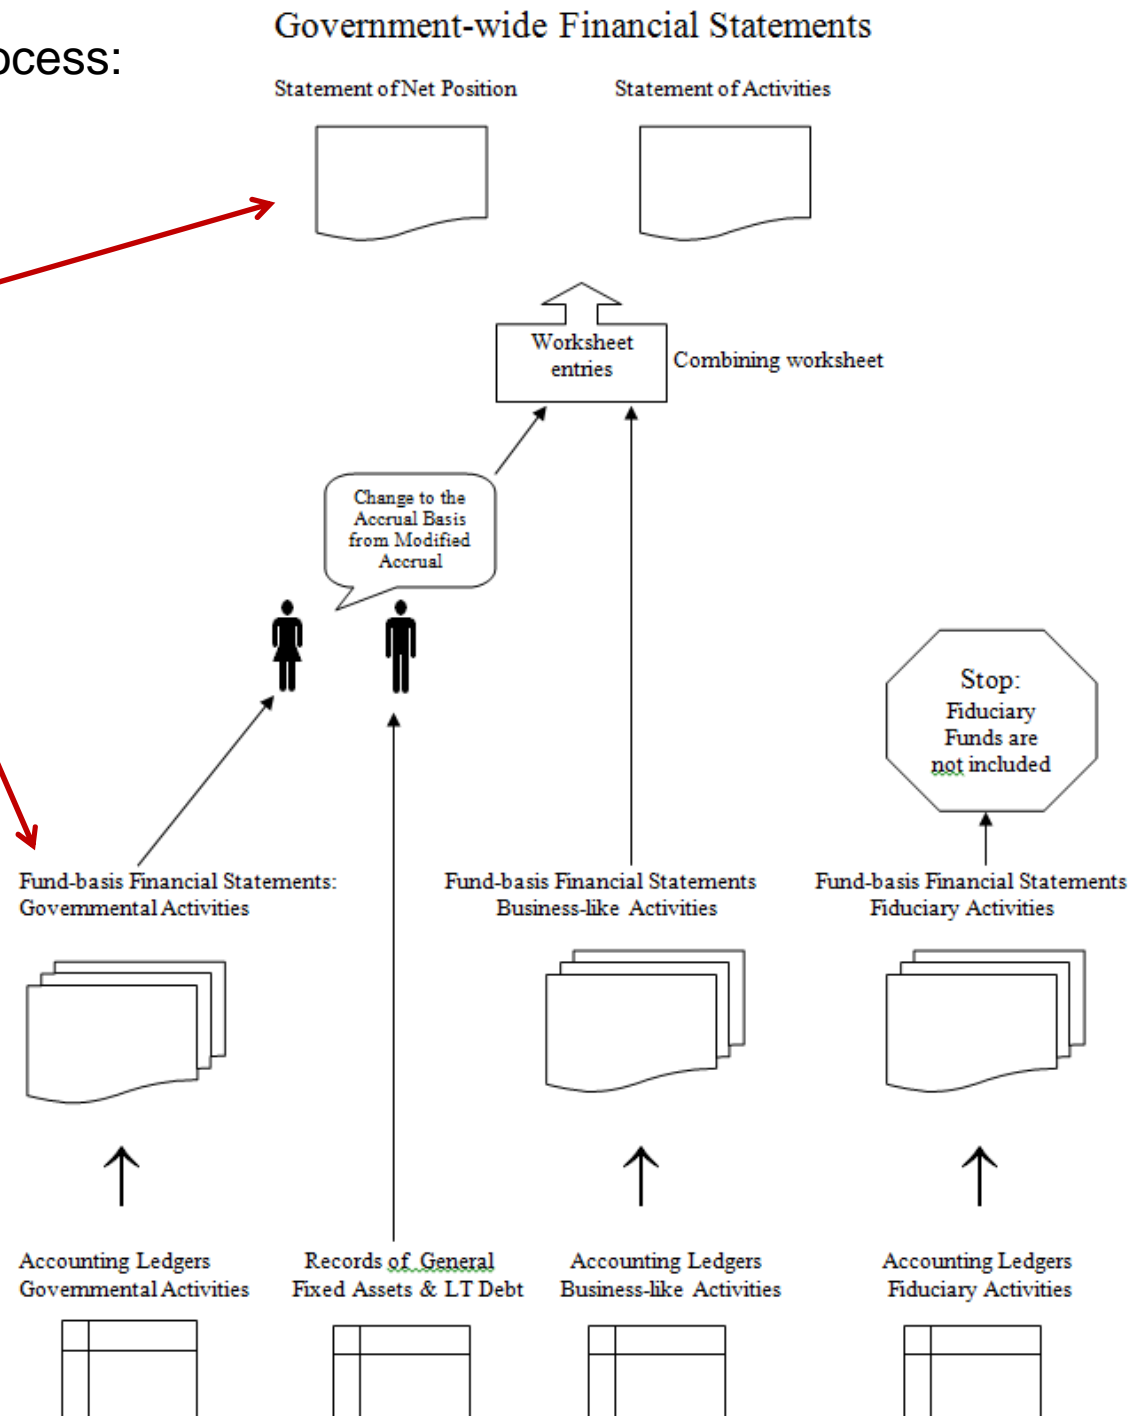 Government-wide Financial Statements
ocess:
Statement of Net Position
Statement of Activities
Worksheet
entries
Combining worksheet
Change to the
Accrual Basis
from Modified
Accrual
Stop:
Fiduciary
Funds are
not included
Fund-basis Financial Statements:
Governmental Activities
Fund-basis Financial Statements
Business-like Activities
Fund-basis Financial Statements
Fiduciary Activities
Accounting Ledgers
Governmental Activities
Records of General
Fixed Assets & LT Debt
Accounting Ledgers
Business-like Activities
Accounting Ledgers
Fiduciary Activities